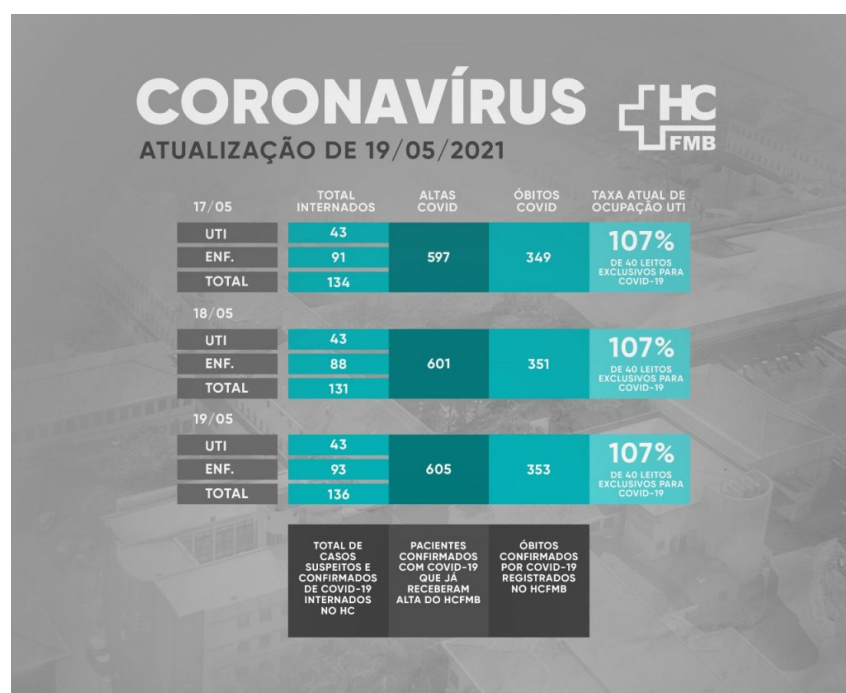 CORONAVÍRUS
HC
FMB
ATUALIZAÇÃO DE 19/05/2021
17/05
TOTAL
INTERNADOS
ALTAS
COVID
ÓBITOS
COVID
TAXA ATUAL DE
OCUPAÇÃO UTI
UTI
43
ENF.
91
TOTAL
134
597
349
107%
DE 40 LEITOS
EXCLUSIVOS PARA
COVID-19
18/05
UTI
43
ENF.
88
TOTAL
131
601
351
107%
DE 40 LEITOS
EXCLUSIVOS PARA
COVID-19
19/05
UTI
43
ENF.
93
TOTAL
136
605
353
107%
DE 40 LEITOS
EXCLUSIVOS PARA
COVID-19
TOTAL DE
CASOS
SUSPEITOS E
CONFIRMADOS
DE COVID-19
INTERNADOS
NO HC
PACIENTES
CONFIRMADOS
COM COVID-19
QUE JÁ
RECEBERAM
ALTA DO HCFMB
ÓBITOS
CONFIRMADOS
POR COVID-19
REGISTRADOS
NO HCFMB